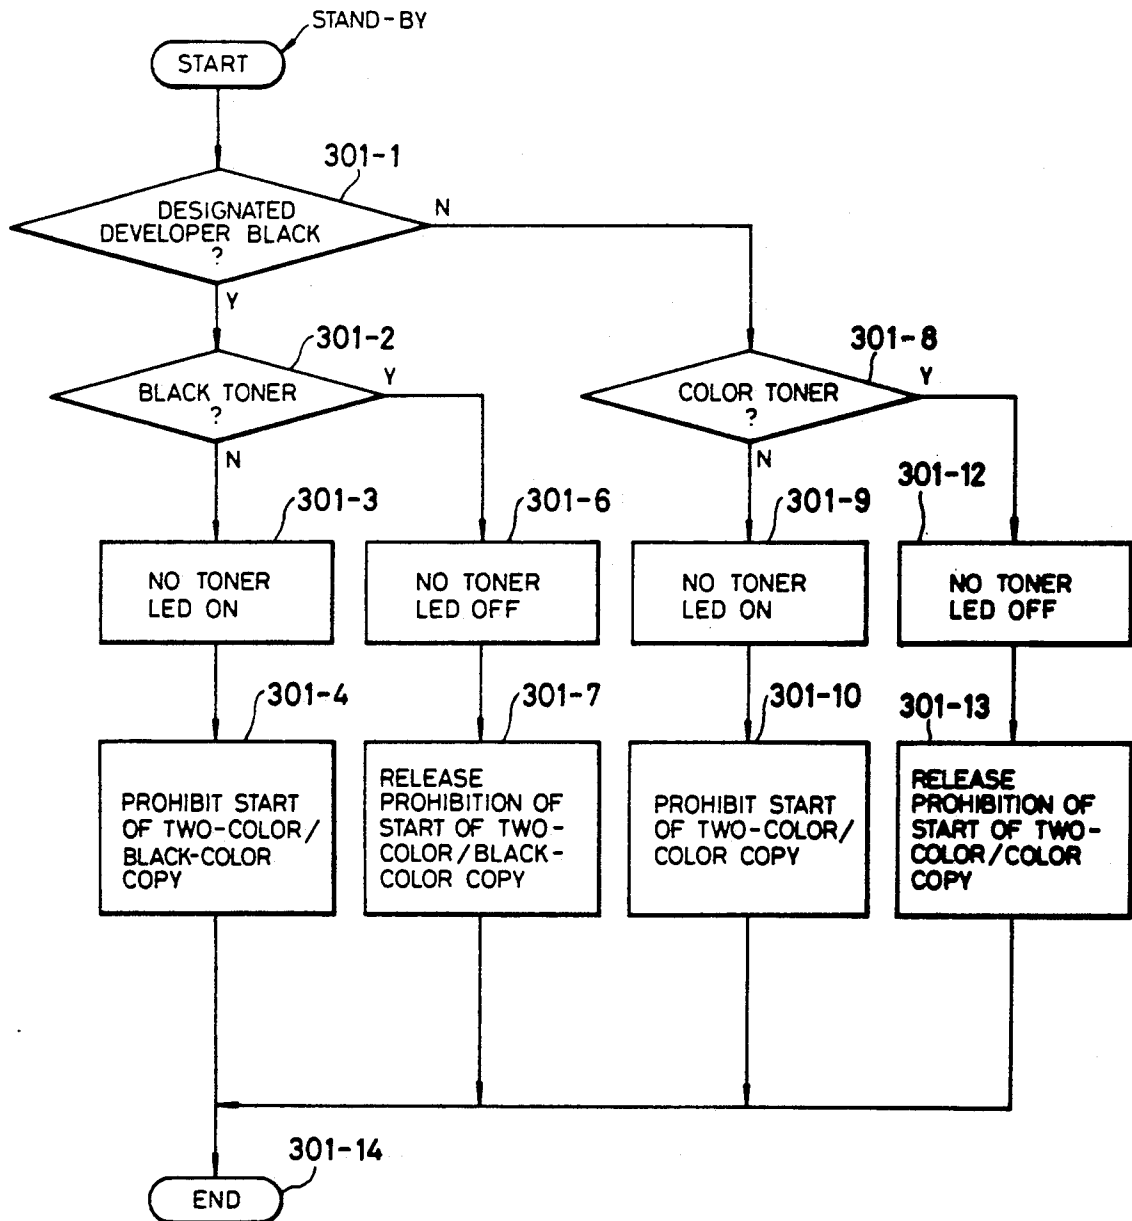 STAND-BY
START
301-1
DESIGNATED
DEVELOPER BLACK
?
N
Y
301-2
BLACK TONER
?
Y
N
301-8
COLOR TONER
?
Y
N
301-3
NO TONER
LED ON
301-6
NO TONER
LED OFF
301-9
NO TONER
LED ON
301-12
NO TONER
LED OFF
301-4
PROHIBIT START
OF TWO-COLOR/
BLACK-COLOR
COPY
301-7
RELEASE
PROHIBITION OF
START OF TWO-
COLOR/BLACK-
COLOR COPY
301-10
PROHIBIT START
OF TWO-COLOR/
COLOR COPY
301-13
RELEASE
PROHIBITION OF
START OF TWO-
COLOR/COLOR
COPY
301-14
END